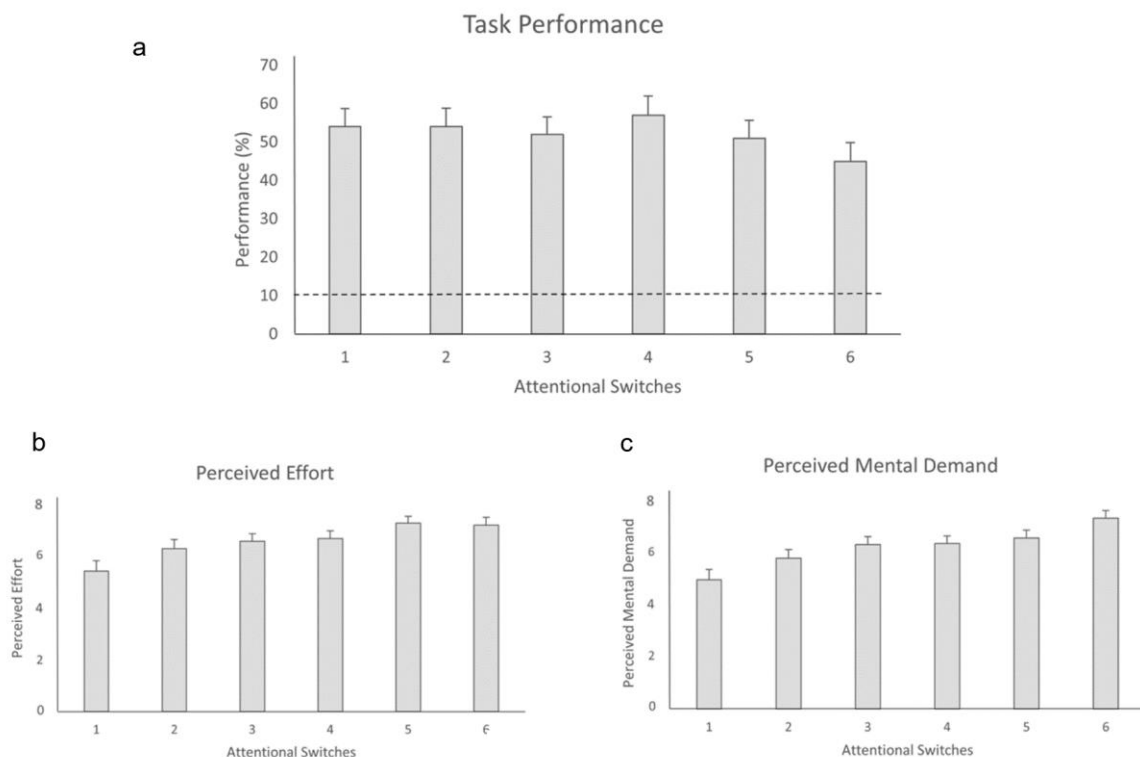 Task Performance
a
Performance (%)
70
60
50
40
30
20
10
0
1 2 3 4 5 6
Attentional Switches
b
Perceived Effort
Perceived Effort
8
6
4
2
0
1 2 3 4 5 6
Attentional Switches
c
Perceived Mental Demand
Perceived Mental Demand
8
6
4
2
0
1 2 3 4 5 6
Attentional Switches